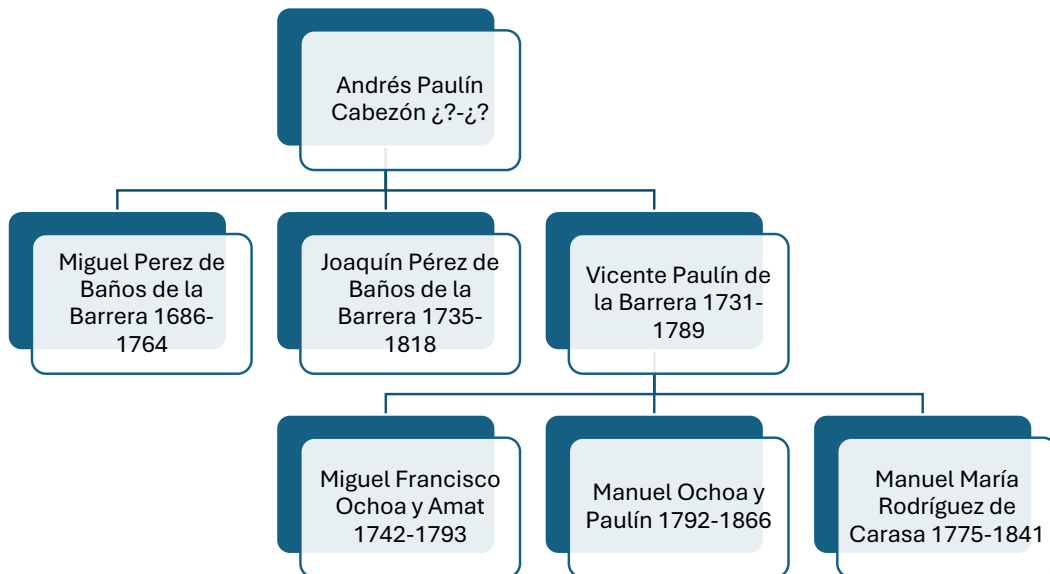 Andrés Paulín
Cabezón ¿?-¿?
Miguel Perez de
Baños de la
Barrera 1686-
1764
Joaquín Pérez de
Baños de la
Barrera 1735-
1818
Vicente Paulín de
la Barrera 1731-
1789
Miguel Francisco
Ochoa y Amat
1742-1793
Manuel Ochoa y
Paulín 1792-1866
Manuel María
Rodríguez de
Carasa 1775-1841